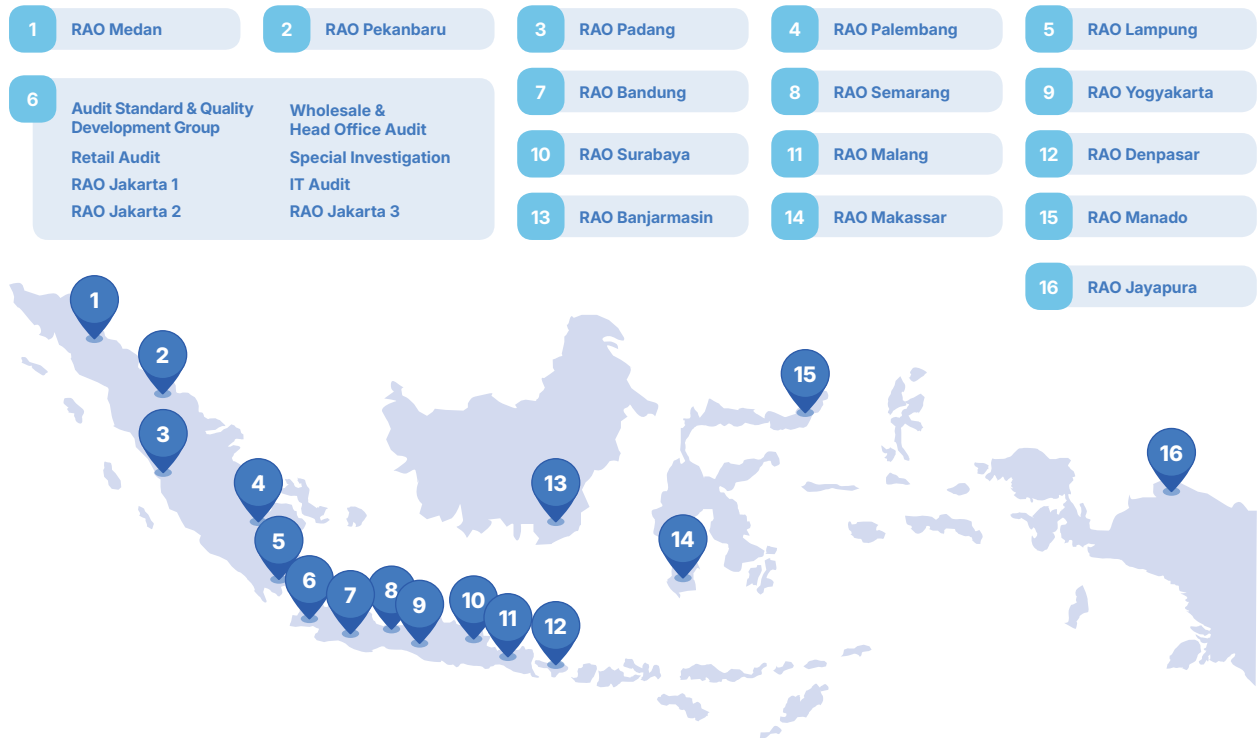 1 RAO Medan
2 RAO Pekanbaru
3 RAO Padang
4 RAO Palembang
5 RAO Lampung
6
Audit Standard & Quality
Development Group
Retail Audit
RAO Jakarta 1
RAO Jakarta 2
Wholesale &
Head Office Audit
Special Investigation
IT Audit
RAO Jakarta 3
7 RAO Bandung
8 RAO Semarang
9 RAO Yogyakarta
10 RAO Surabaya
11 RAO Malang
12 RAO Denpasar
13 RAO Banjarmasin
14 RAO Makassar
15 RAO Manado
16 RAO Jayapura
1
2
3
4
5
6
7
8
9
10
11
12
13
14
15
16